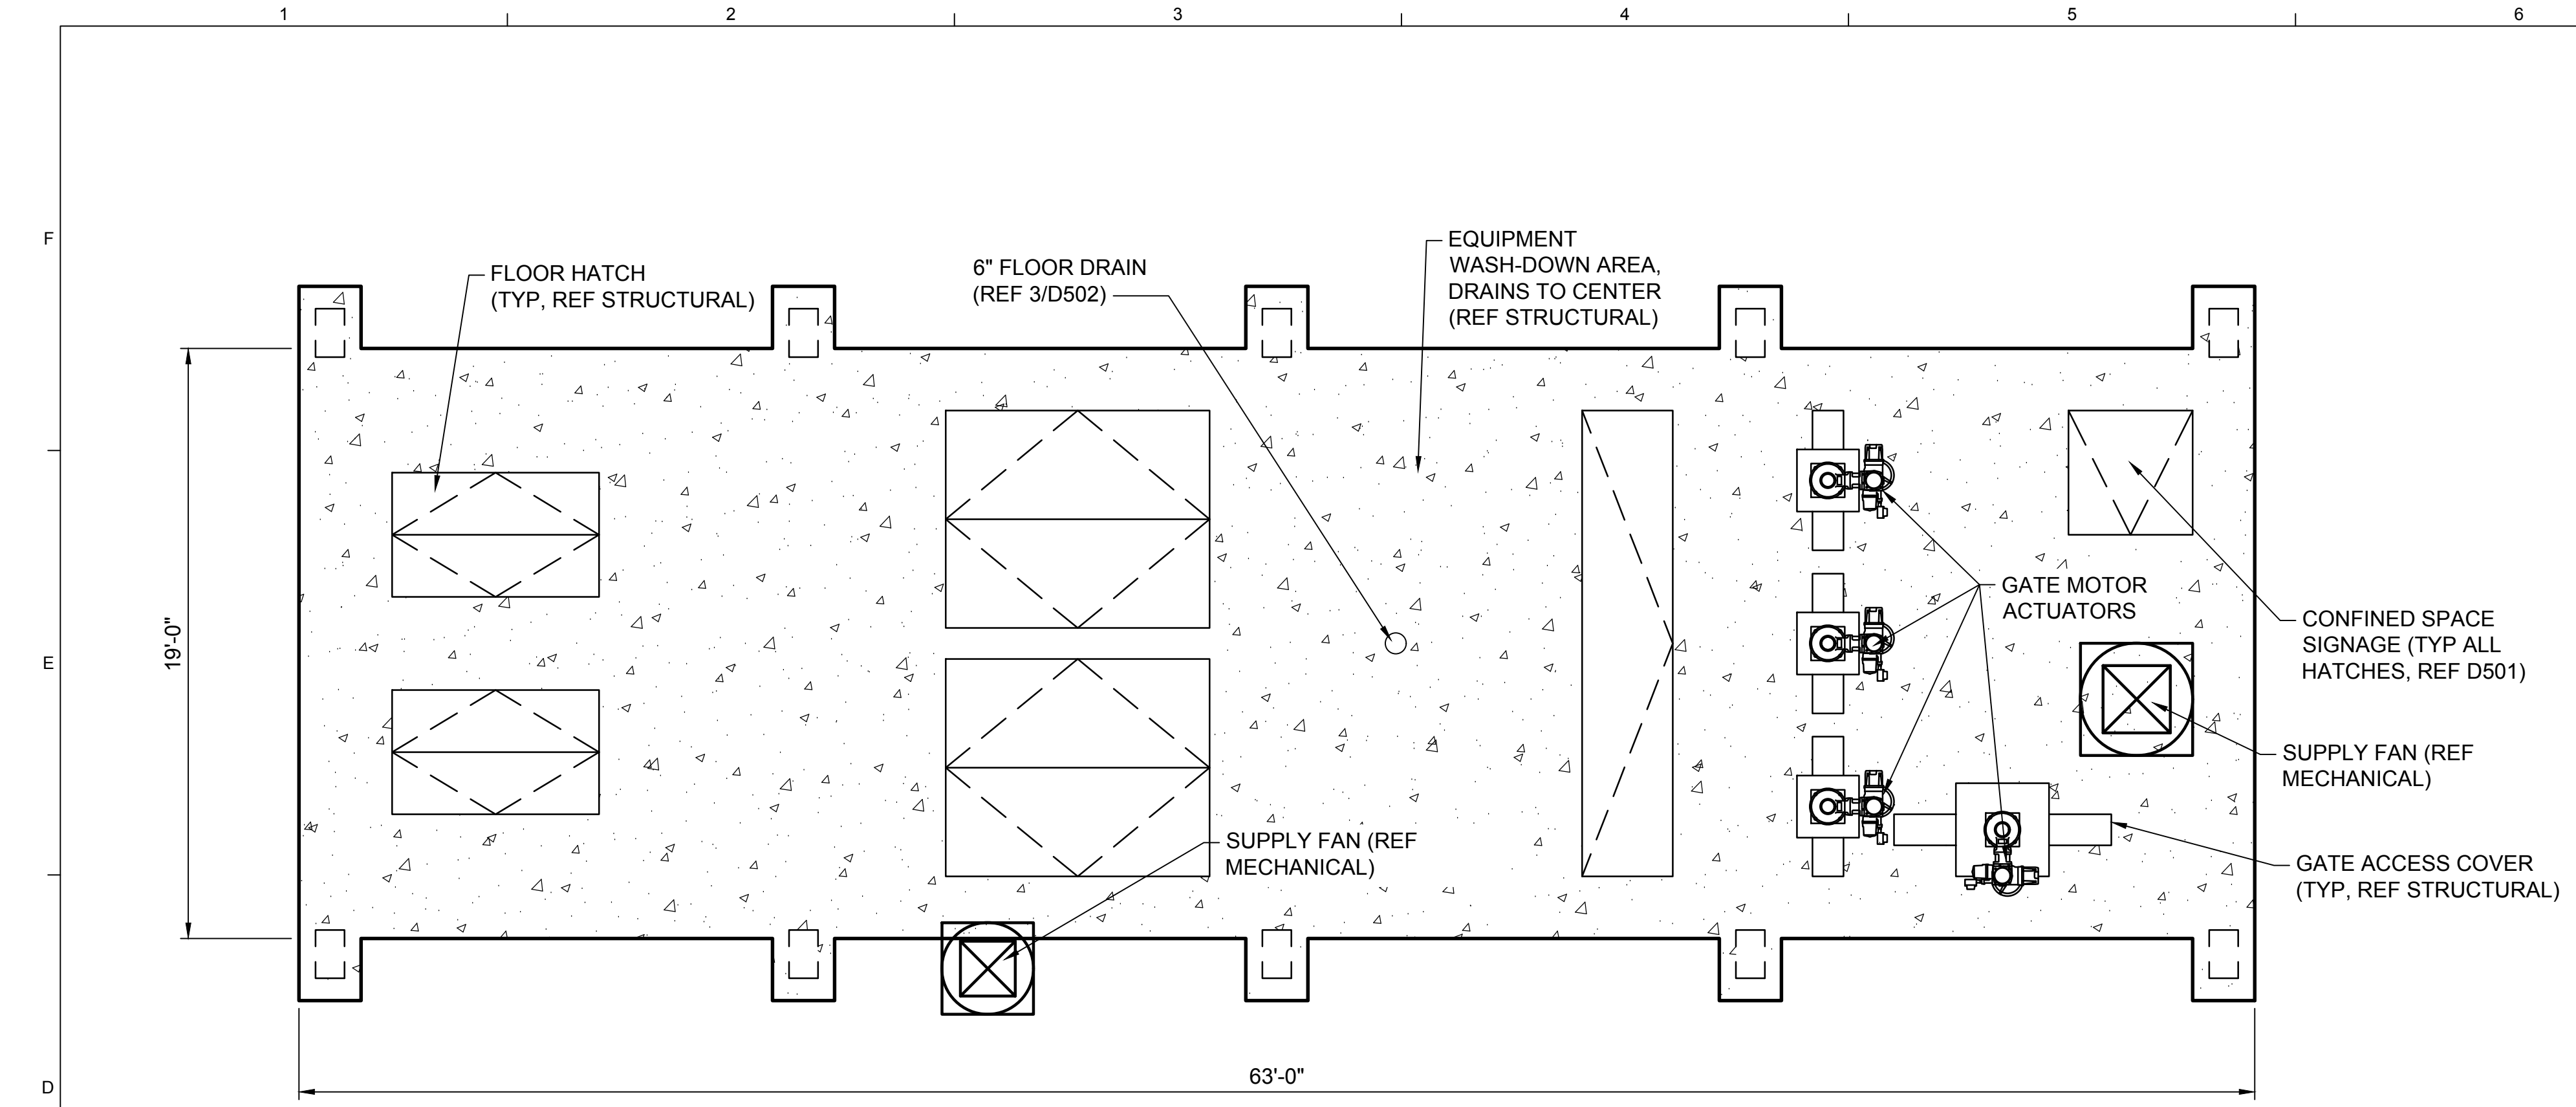 1 2 3 4 5 6
F
E
D
FLOOR HATCH
(TYP, REF STRUCTURAL)
6" FLOOR DRAIN
(REF 3/D502)
EQUIPMENT
WASH-DOWN AREA,
DRAINS TO CENTER
(REF STRUCTURAL)
19'-0"
GATE MOTOR
ACTUATORS
CONFINED SPACE
SIGNAGE (TYP ALL
HATCHES, REF D501)
SUPPLY FAN (REF
MECHANICAL)
SUPPLY FAN (REF
MECHANICAL)
GATE ACCESS COVER
(TYP, REF STRUCTURAL)
63'-0"